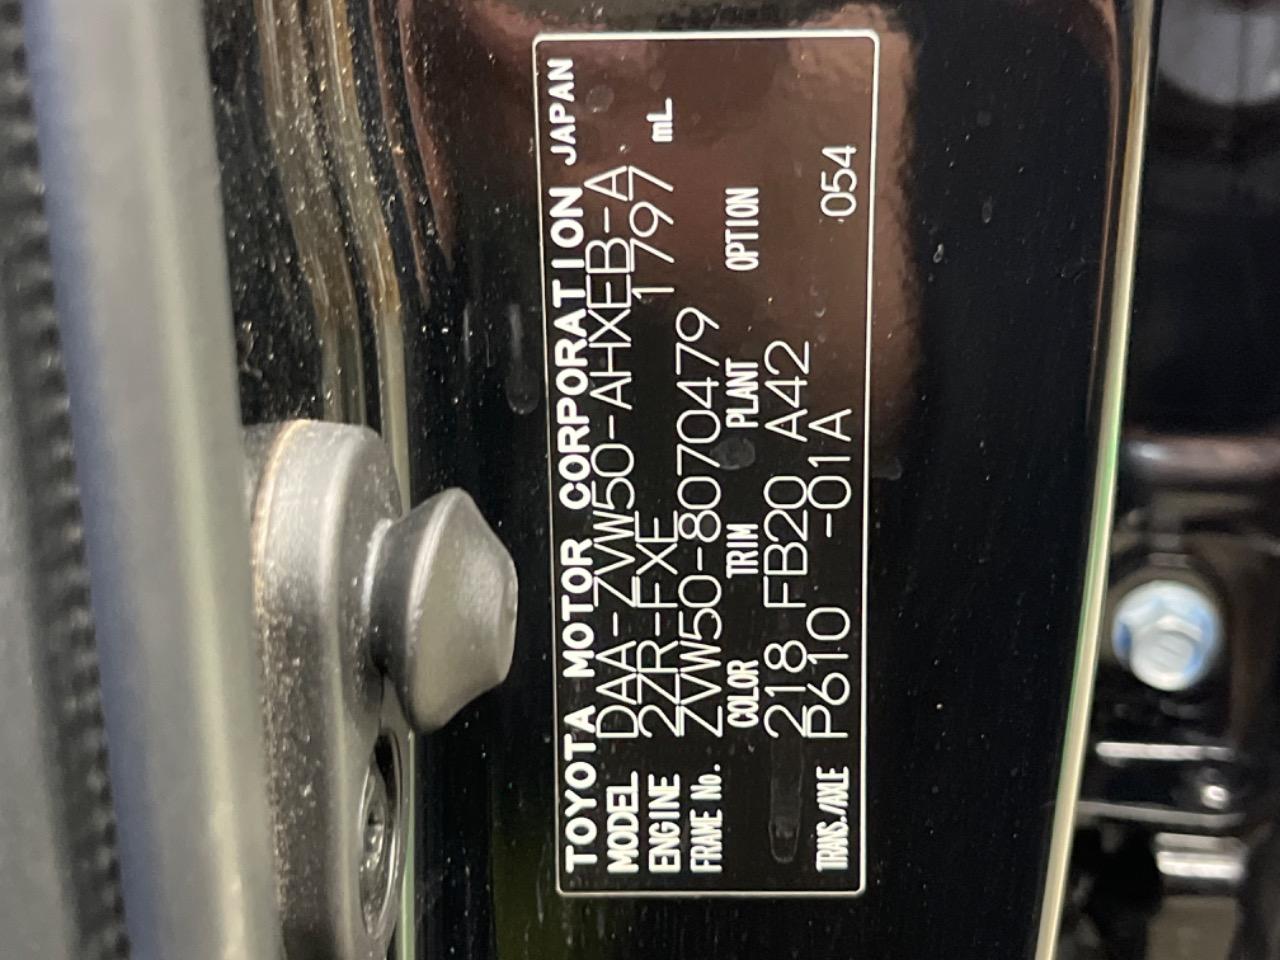 TOYOTA MOTOR CORPORATION JAPAN
MODEL DAA-ZVW50-AHXEB-A
ENGINE 2ZR-FXE 1797 mL
FRAME No. ZVW50-8070479
COLOR TRIM PLANT OPTION
218 FB20 A42
TRANS./AXLE P610 -01A 054